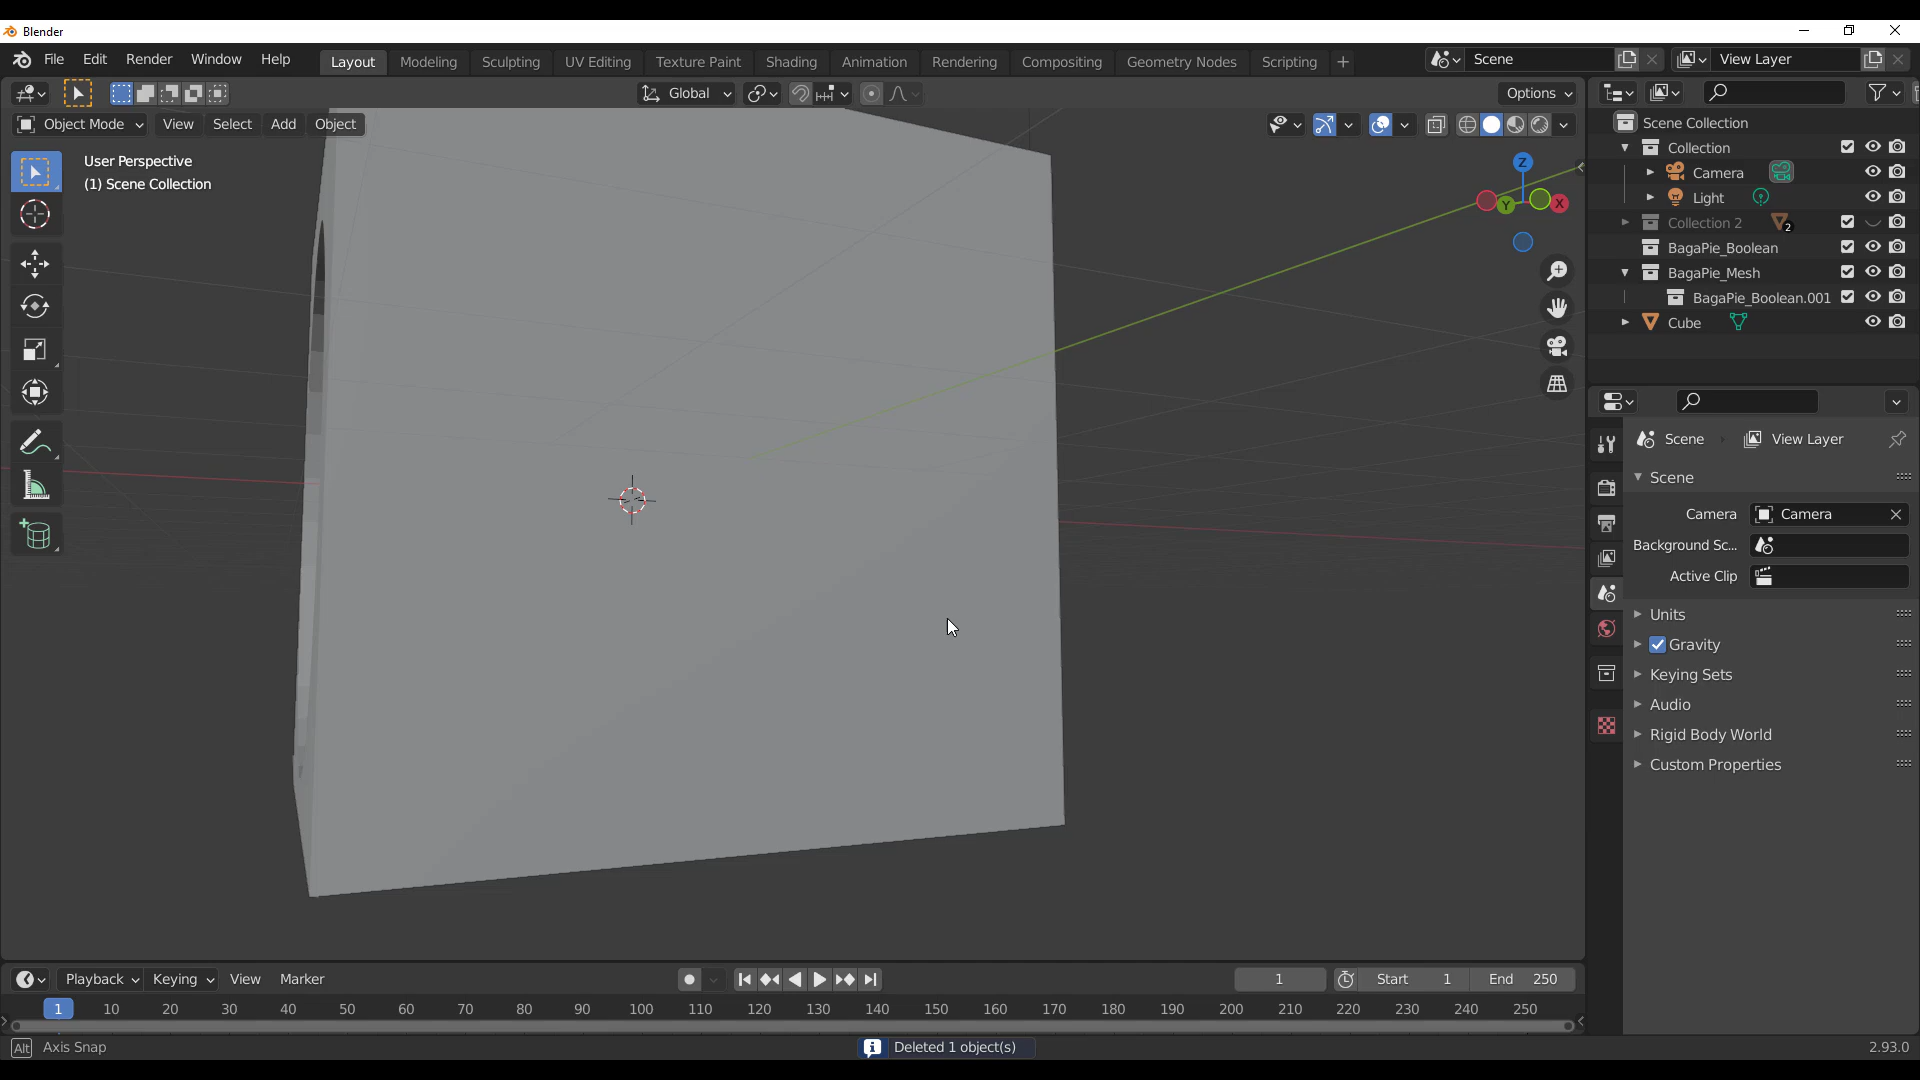 Blender
File Edit Render Window Help Layout Modeling Sculpting UV Editing Texture Paint Shading Animation Rendering Compositing Geometry Nodes Scripting + Scene View Layer
Global Options
Object Mode View Select Add Object
User Perspective
(1) Scene Collection
Z
Y X
Scene Collection
Collection
Camera
Light
Collection 2 2
BagaPie_Boolean
BagaPie_Mesh
BagaPie_Boolean.001
Cube
Scene View Layer
Scene
Camera Camera
Background Sc...
Active Clip
Units
Gravity
Keying Sets
Audio
Rigid Body World
Custom Properties
Playback Keying View Marker 1 Start 1 End 250
1 10 20 30 40 50 60 70 80 90 100 110 120 130 140 150 160 170 180 190 200 210 220 230 240 250
Alt Axis Snap Deleted 1 object(s) 2.93.0